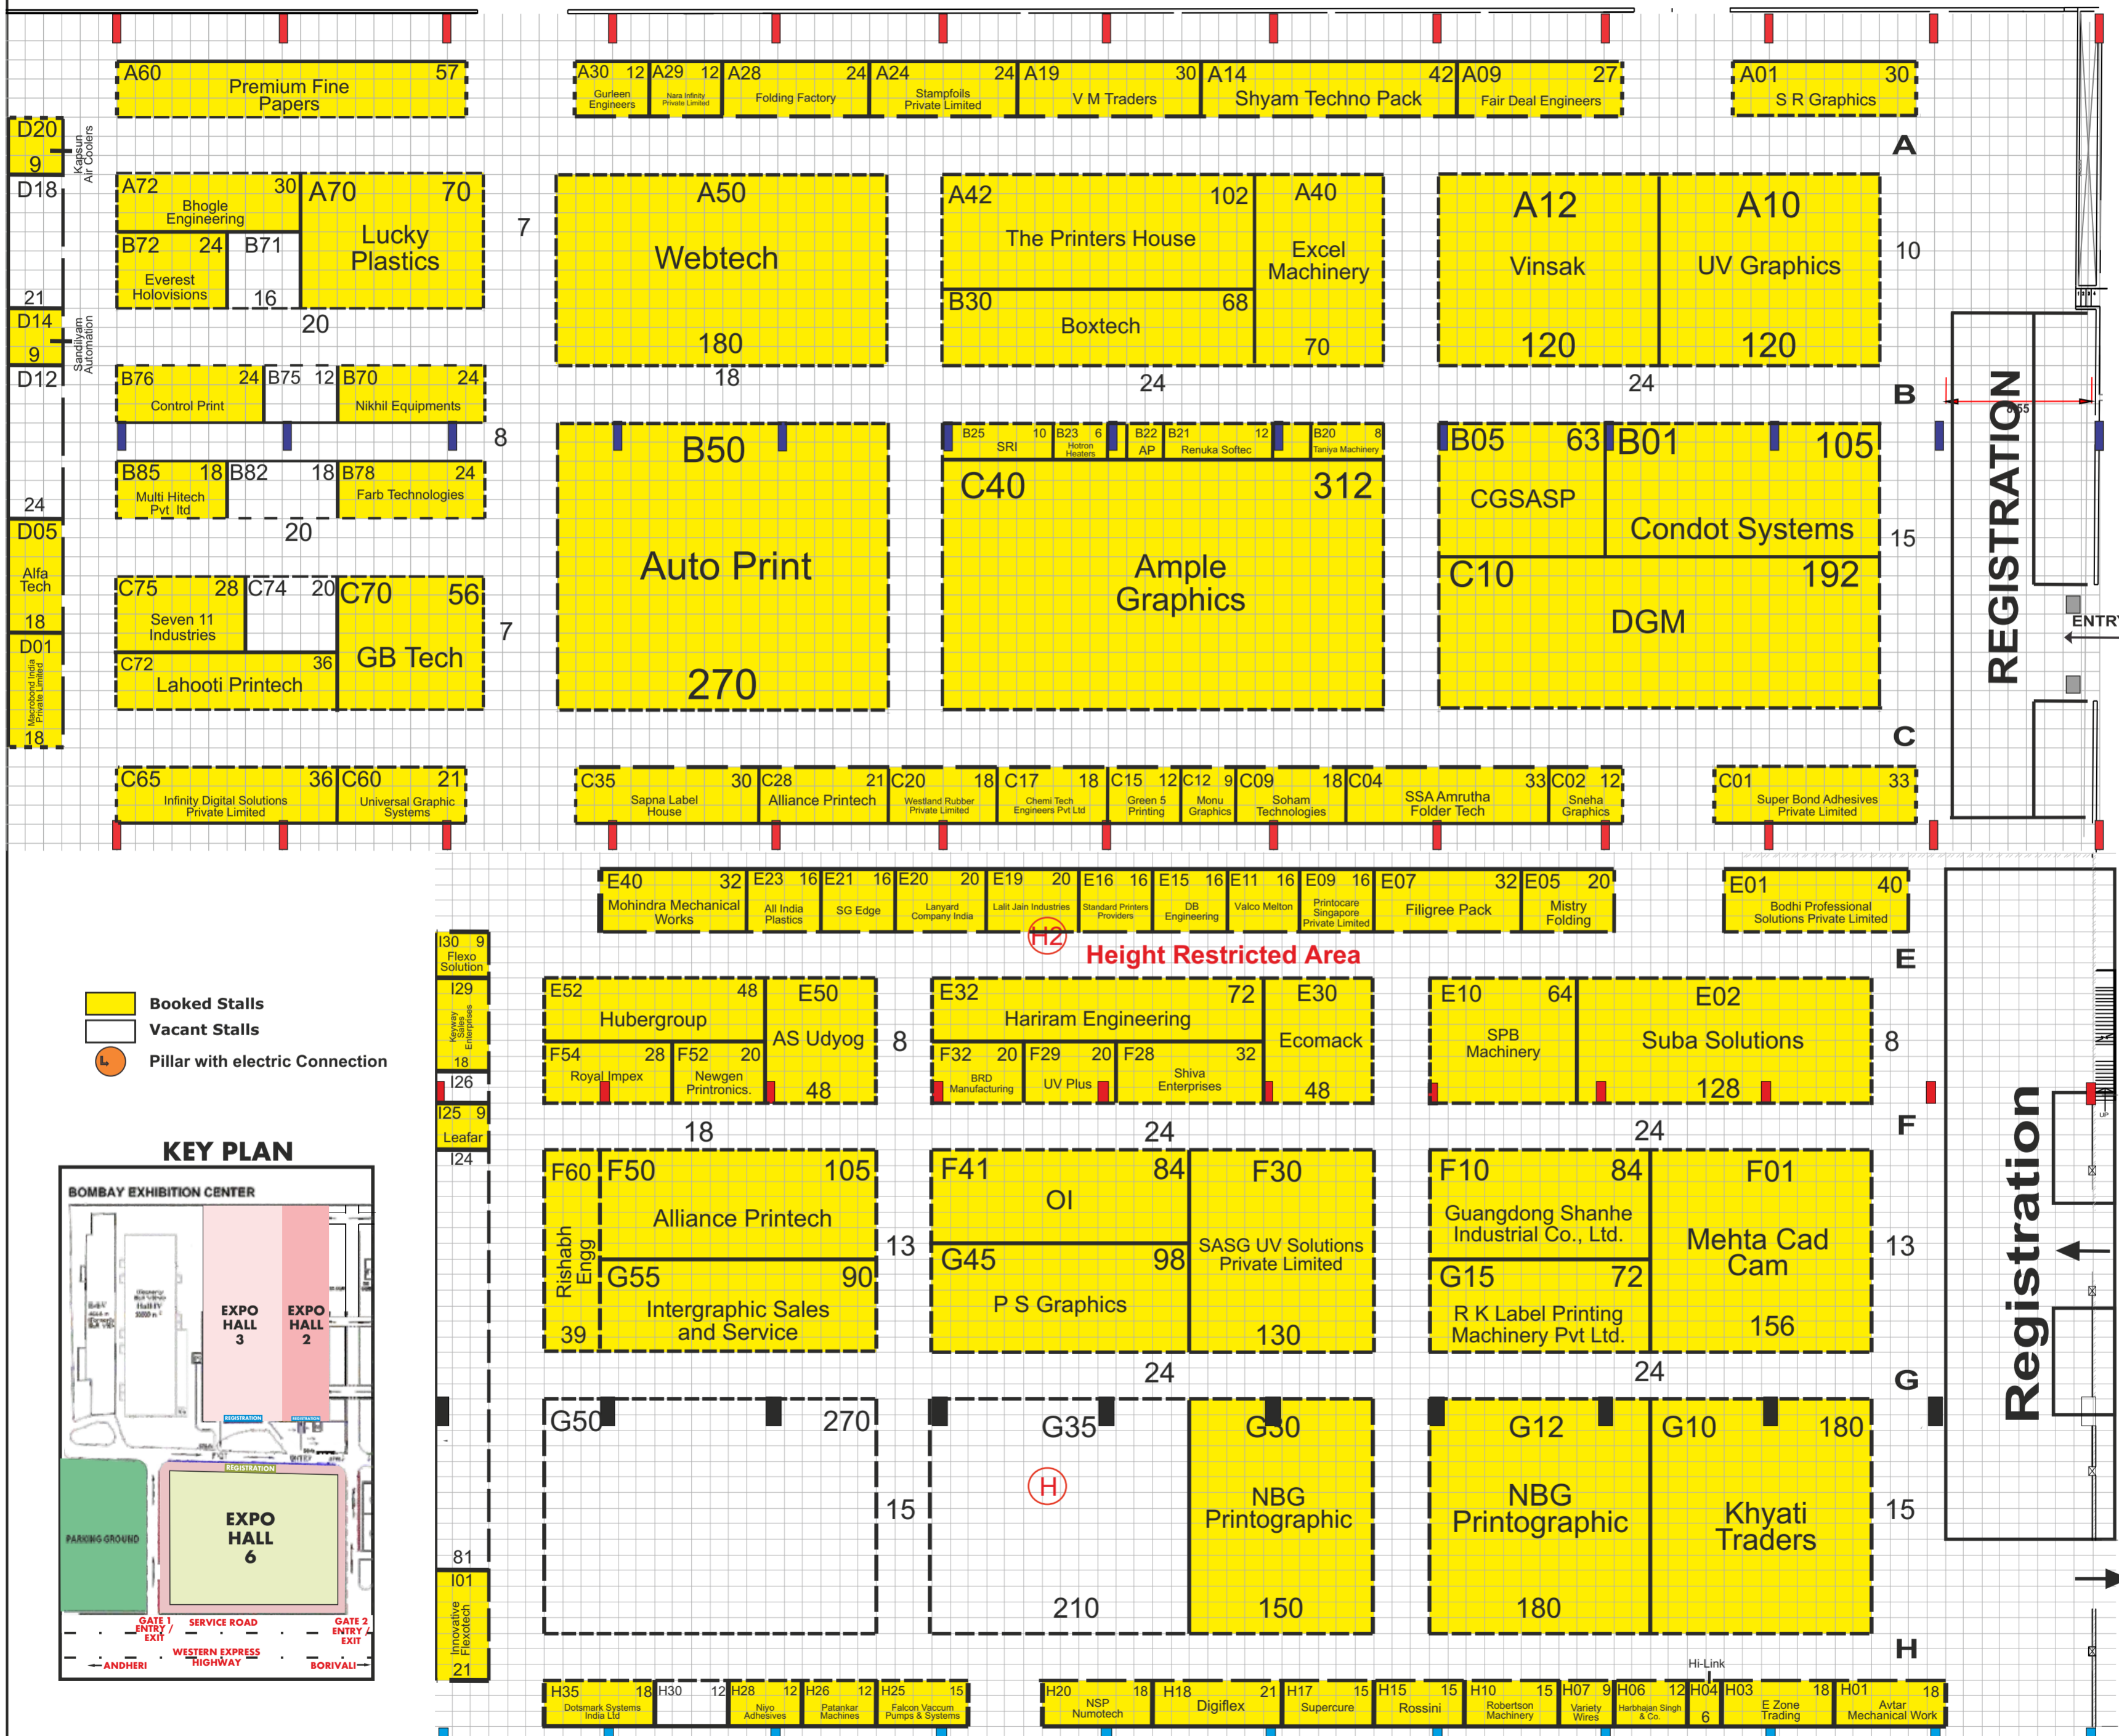 A60 57
Premium Fine
Papers
A30 12
Gurleen
Engineers
A29 12
Nara Infinity
Private Limited
A28 24
Folding Factory
A24 24
Stampfoils
Private Limited
A19 30
V M Traders
A14 42
Shyam Techno Pack
A09 27
Fair Deal Engineers
A01 30
S R Graphics
A
D20
9
Kapsun
Air Coolers
D18
21
D14
9
Sandilyam
Automation
D12
24
D05
Alfa
Tech
18
D01
Macrobond India
Private Limited
18
A72 30
Bhogle
Engineering
A70 70
Lucky
Plastics
B72 24
Everest
Holovisions
B71
16
20
7
A50
Webtech
180
18
A42 102
The Printers House
A40
Excel
Machinery
70
B30 68
Boxtech
24
A12
Vinsak
120
A10
UV Graphics
120
10
24
B
B76 24
Control Print
B75 12
B70 24
Nikhil Equipments
8
B85 18
Multi Hitech
Pvt ltd
B82 18
B78 24
Farb Technologies
20
C75 28
Seven 11
Industries
C74 20
C70 56
GB Tech
C72 36
Lahooti Printech
7
B50
Auto Print
270
B25 10
SRI
B23 6
Hotron
Heaters
B22
AP
B21 12
Renuka Softec
B20 8
Taniya Machinery
C40 312
Ample
Graphics
B05 63
CGSASP
B01 105
Condot Systems
C10 192
DGM
15
REGISTRATION
ENTRY
C
C65 36
Infinity Digital Solutions
Private Limited
C60 21
Universal Graphic
Systems
C35 30
Sapna Label
House
C28 21
Alliance Printech
C20 18
Westland Rubber
Private Limited
C17 18
Chemi Tech
Engineers Pvt Ltd
C15 12
Green 5
Printing
C12 9
Monu
Graphics
C09 18
Soham
Technologies
C04 33
SSA Amrutha
Folder Tech
C02 12
Sneha
Graphics
C01 33
Super Bond Adhesives
Private Limited
E40 32
Mohindra Mechanical
Works
E23 16
All India
Plastics
E21 16
SG Edge
E20 20
Lanyard
Company India
E19 20
Lalit Jain Industries
E16 16
Standard Printers
Providers
E15 16
DB
Engineering
E11 16
Valco Melton
E09 16
Printocare
Singapore
Private Limited
E07 32
Filigree Pack
E05 20
Mistry
Folding
E01 40
Bodhi Professional
Solutions Private Limited
H2
Height Restricted Area
E
I30 9
Flexo
Solution
I29
Keyway
Sales
Enterprises
18
I26
I25 9
Leafar
I24
81
I01
Innovative
Flexotech
21
E52 48
Hubergroup
E50
AS Udyog
48
F54 28
Royal Impex
F52 20
Newgen
Printronics.
8
E32 72
Hariram Engineering
E30
Ecomack
48
F32 20
BRD
Manufacturing
F29 20
UV Plus
F28 32
Shiva
Enterprises
E10 64
SPB
Machinery
E02
Suba Solutions
128
8
18
24
24
F
F60
Rishabh
Engg
39
F50 105
Alliance Printech
G55 90
Intergraphic Sales
and Service
13
F41 84
OI
G45 98
P S Graphics
F30
SASG UV Solutions
Private Limited
130
F10 84
Guangdong Shanhe
Industrial Co., Ltd.
G15 72
R K Label Printing
Machinery Pvt Ltd.
F01
Mehta Cad
Cam
156
13
24
24
G
Registration
UP
G50 270
15
G35
H
210
G30
NBG
Printographic
150
G12
NBG
Printographic
180
G10 180
Khyati
Traders
15
H
Hi-Link
H35 18
Dotsmark Systems
India Ltd
H30 12
H28 12
Niyo
Adhesives
H26 12
Patankar
Machines
H25 15
Falcon Vaccum
Pumps & Systems
H20 18
NSP
Numotech
H18 21
Digiflex
H17 15
Supercure
H15 15
Rossini
H10 15
Robertson
Machinery
H07 9
Variety
Wires
H06 12
Harbhajan Singh
& Co.
H04
6
H03 18
E Zone
Trading
H01 18
Avtar
Mechanical Work
Booked Stalls
Vacant Stalls
Pillar with electric Connection
KEY PLAN
BOMBAY EXHIBITION CENTER
EXPO
HALL
3
EXPO
HALL
2
REGISTRATION
REGISTRATION
PARKING GROUND
EXPO
HALL
6
GATE 1
ENTRY /
EXIT
SERVICE ROAD
GATE 2
ENTRY /
EXIT
WESTERN EXPRESS
HIGHWAY
ANDHERI
BORIVALI